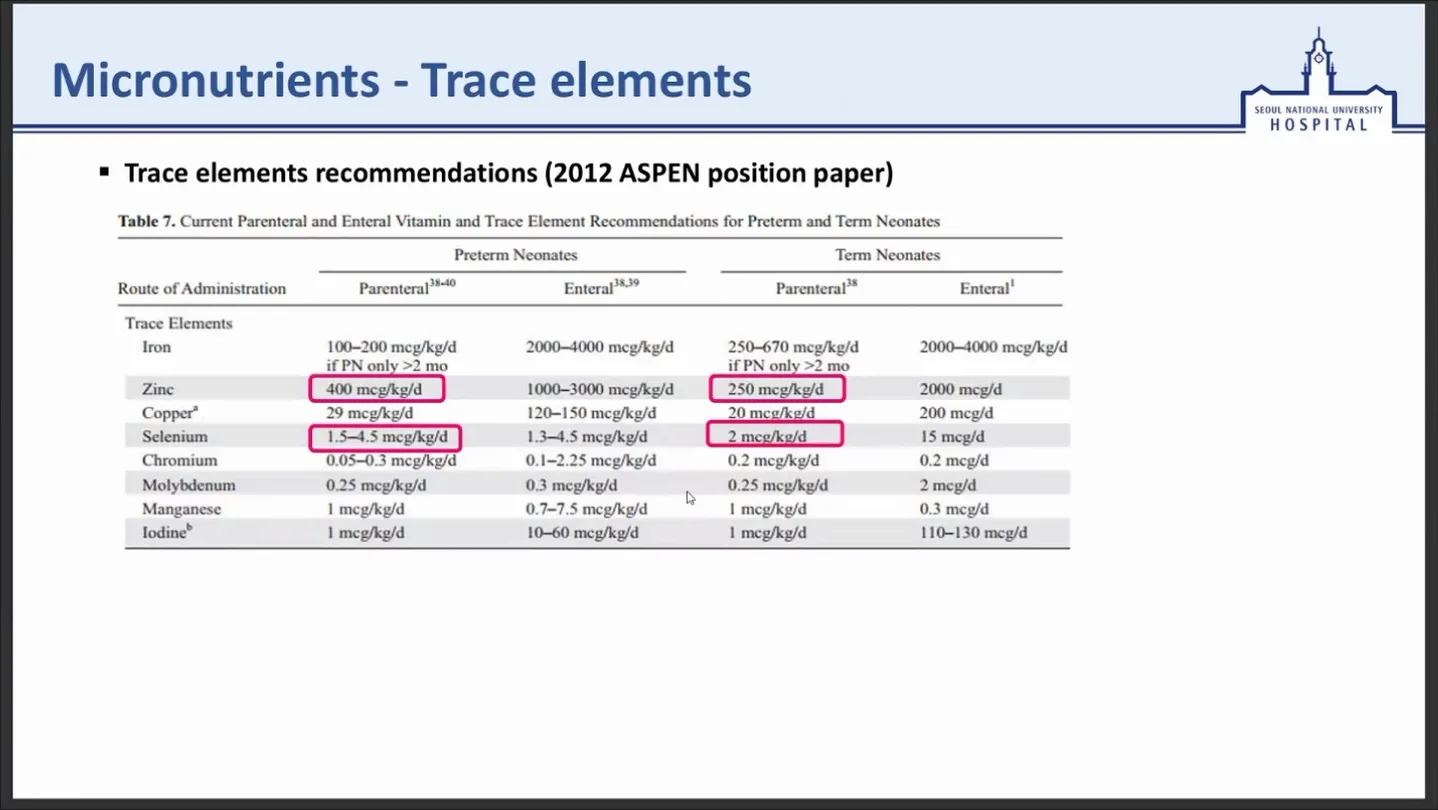 Micronutrients - Trace elements
SEOUL NATIONAL UNIVERSITY
HOSPITAL
▪ Trace elements recommendations (2012 ASPEN position paper)
Table 7. Current Parenteral and Enteral Vitamin and Trace Element Recommendations for Preterm and Term Neonates
Preterm Neonates Term Neonates
Route of Administration Parenteral38-40 Enteral38,39 Parenteral38 Enteral1
Trace Elements
Iron 100–200 mcg/kg/d 2000–4000 mcg/kg/d 250–670 mcg/kg/d 2000–4000 mcg/kg/d
if PN only >2 mo if PN only >2 mo
Zinc 400 mcg/kg/d 1000–3000 mcg/kg/d 250 mcg/kg/d 2000 mcg/d
Coppera 29 mcg/kg/d 120–150 mcg/kg/d 20 mcg/kg/d 200 mcg/d
Selenium 1.5–4.5 mcg/kg/d 1.3–4.5 mcg/kg/d 2 mcg/kg/d 15 mcg/d
Chromium 0.05–0.3 mcg/kg/d 0.1–2.25 mcg/kg/d 0.2 mcg/kg/d 0.2 mcg/d
Molybdenum 0.25 mcg/kg/d 0.3 mcg/kg/d 0.25 mcg/kg/d 2 mcg/d
Manganese 1 mcg/kg/d 0.7–7.5 mcg/kg/d 1 mcg/kg/d 0.3 mcg/d
Iodineb 1 mcg/kg/d 10–60 mcg/kg/d 1 mcg/kg/d 110–130 mcg/d